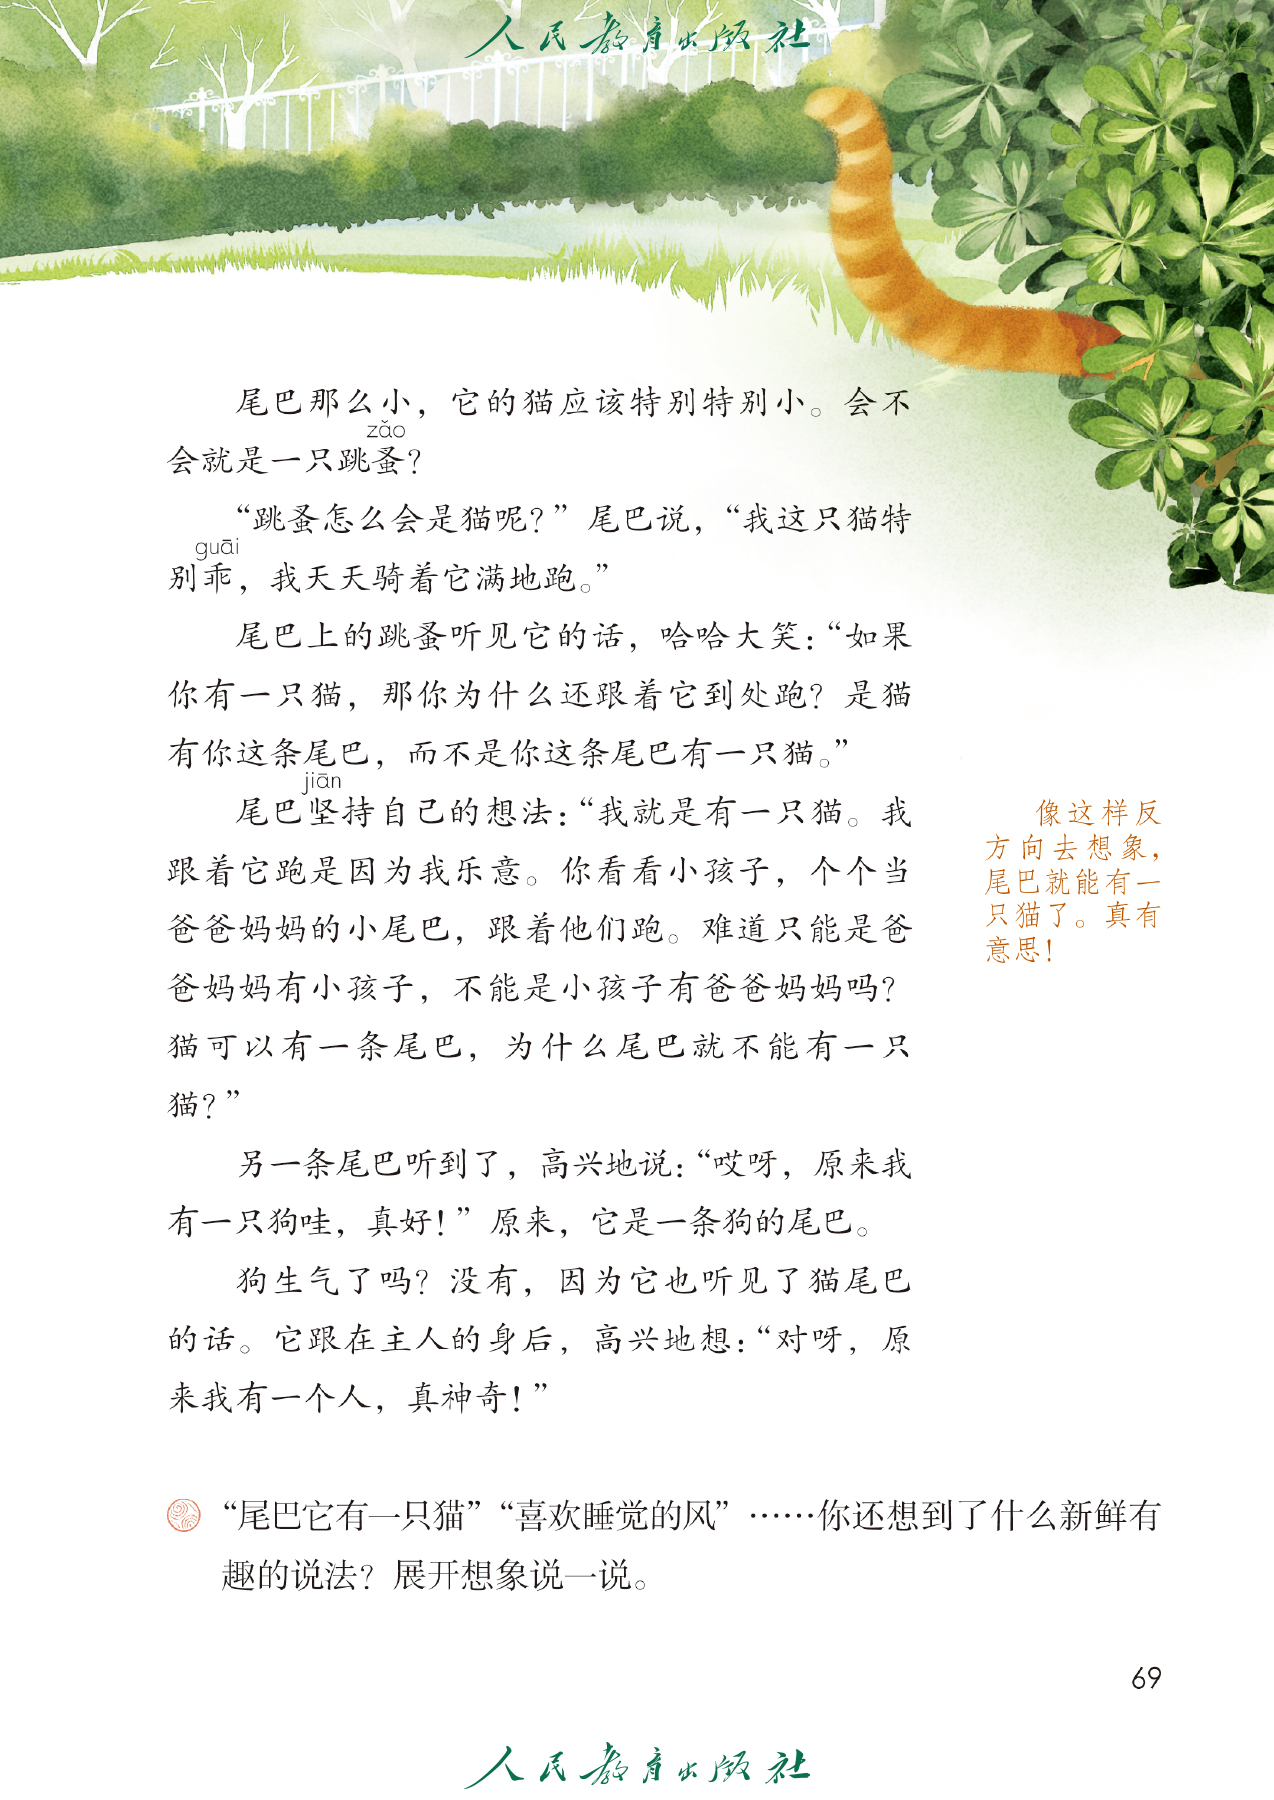 人民教育出版社
尾巴那么小，它的猫应该特别特别小。会不
zǎo
会就是一只跳蚤？
“跳蚤怎么会是猫呢？”尾巴说，“我这只猫特
guāi
别乖，我天天骑着它满地跑。”
尾巴上的跳蚤听见它的话，哈哈大笑：“如果
你有一只猫，那你为什么还跟着它到处跑？是猫
有你这条尾巴，而不是你这条尾巴有一只猫。”
jiān
尾巴坚持自己的想法：“我就是有一只猫。我
跟着它跑是因为我乐意。你看看小孩子，个个当
爸爸妈妈的小尾巴，跟着他们跑。难道只能是爸
爸妈妈有小孩子，不能是小孩子有爸爸妈妈吗？
猫可以有一条尾巴，为什么尾巴就不能有一只
猫？”
像这样反
方向去想象，
尾巴就能有一
只猫了。真有
意思！
另一条尾巴听到了，高兴地说：“哎呀，原来我
有一只狗哇，真好！”原来，它是一条狗的尾巴。
狗生气了吗？没有，因为它也听见了猫尾巴
的话。它跟在主人的身后，高兴地想：“对呀，原
来我有一个人，真神奇！”
“尾巴它有一只猫”“喜欢睡觉的风”……你还想到了什么新鲜有
趣的说法？展开想象说一说。
69
人民教育出版社